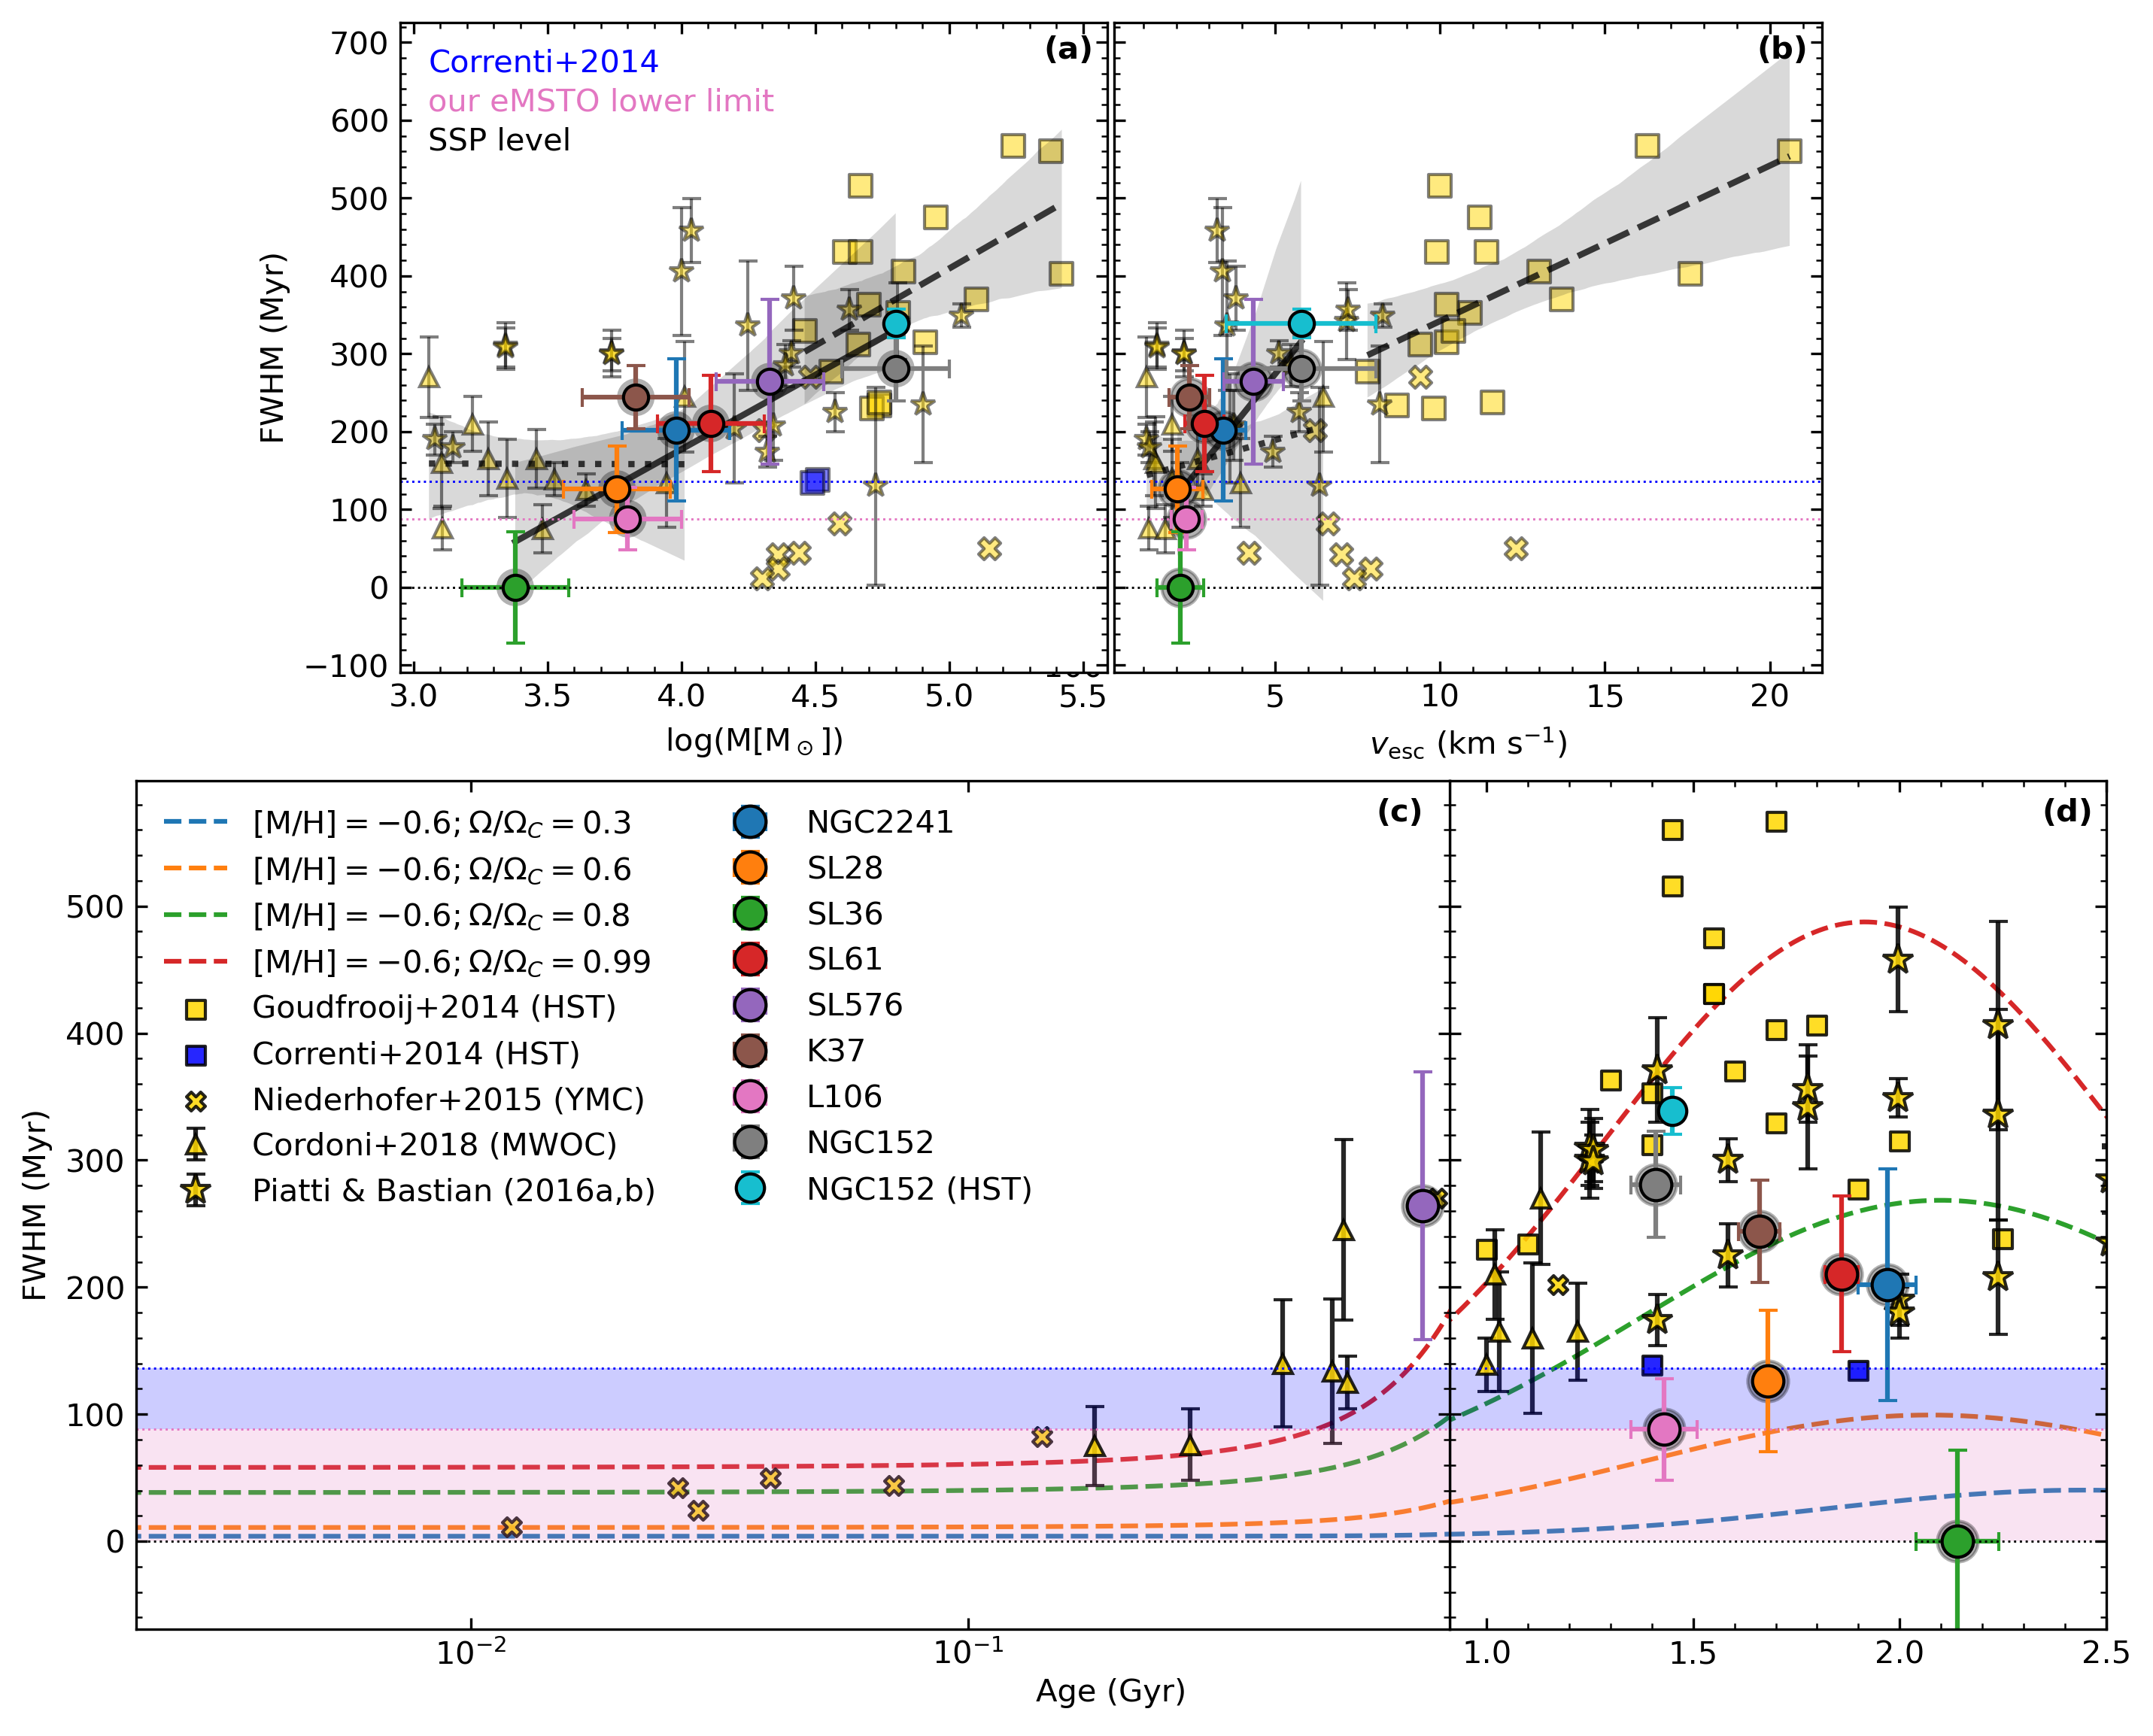 Correnti+2014
our eMSTO lower limit
SSP level
(a)
(b)
700
600
500
400
300
200
100
0
−100
FWHM (Myr)
3.0 3.5 4.0 4.5 5.0 5.5
log(M[M⊙])
5 10 15 20
v_esc (km s⁻¹)
(c)
(d)
[M/H] = −0.6; Ω/Ω_C = 0.3
[M/H] = −0.6; Ω/Ω_C = 0.6
[M/H] = −0.6; Ω/Ω_C = 0.8
[M/H] = −0.6; Ω/Ω_C = 0.99
Goudfrooij+2014 (HST)
Correnti+2014 (HST)
Niederhofer+2015 (YMC)
Cordoni+2018 (MWOC)
Piatti & Bastian (2016a,b)
NGC2241
SL28
SL36
SL61
SL576
K37
L106
NGC152
NGC152 (HST)
500
400
300
200
100
0
FWHM (Myr)
10⁻² 10⁻¹ 1.0 1.5 2.0 2.5
Age (Gyr)